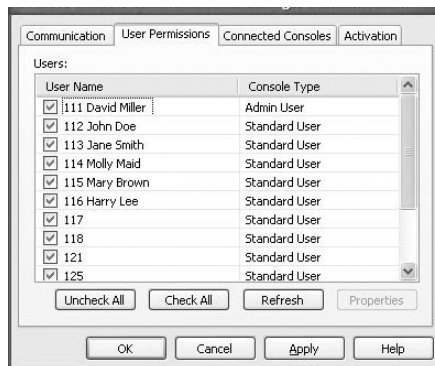 Communication User Permissions Connected Consoles Activation
Users:
User Name Console Type
111 David Miller Admin User
112 John Doe Standard User
113 Jane Smith Standard User
114 Molly Maid Standard User
115 Mary Brown Standard User
116 Harry Lee Standard User
117 Standard User
118 Standard User
121 Standard User
125 Standard User
Uncheck All Check All Refresh Properties
OK Cancel Apply Help